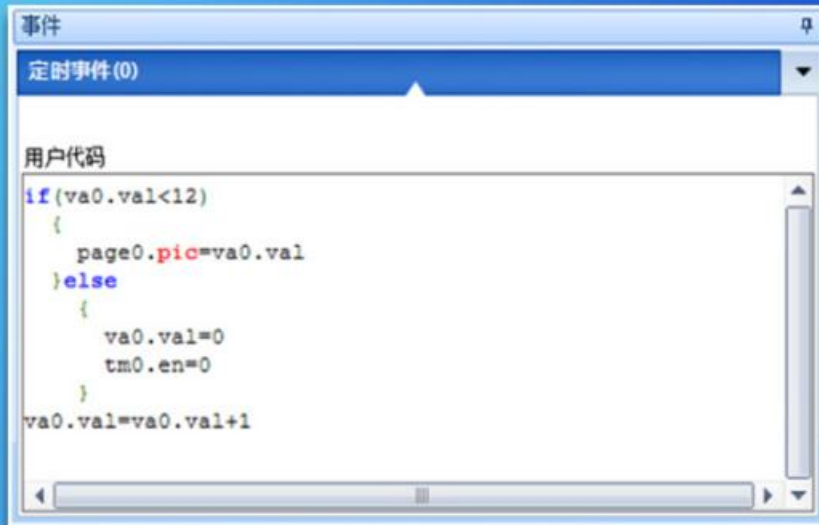 事件
定时事件(0)
用户代码
if(va0.val<12)
{
page0.pic=va0.val
}else
{
va0.val=0
tm0.en=0
}
va0.val=va0.val+1